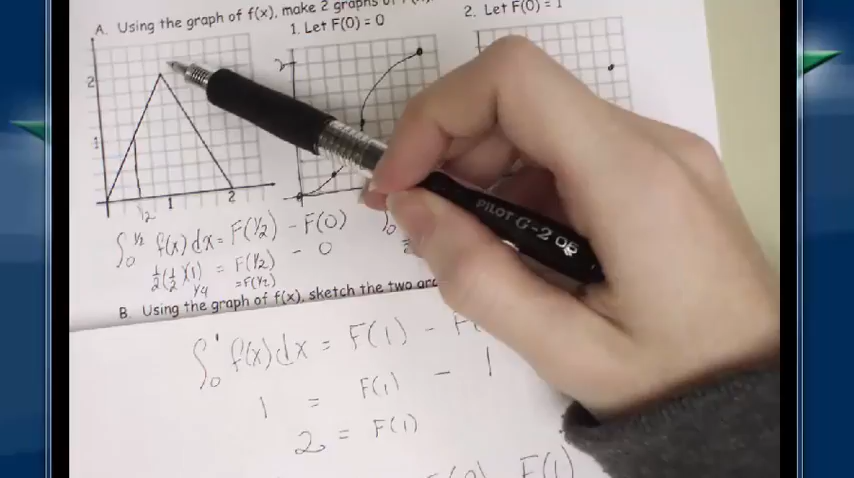 A. Using the graph of f(x), make 2 graphs of
1. Let F(0) = 0
2. Let F(0) = 1
2
1
½ 1 2
2
∫₀^½ f(x)dx = F(½) - F(0)
½(½)(1) = F(½) - 0
¼ = F(½)
B. Using the graph of f(x), sketch the two
∫₀¹ f(x)dx = F(1) -
1 = F(1) - 1
2 = F(1)
F(1)
PILOT G-2 05